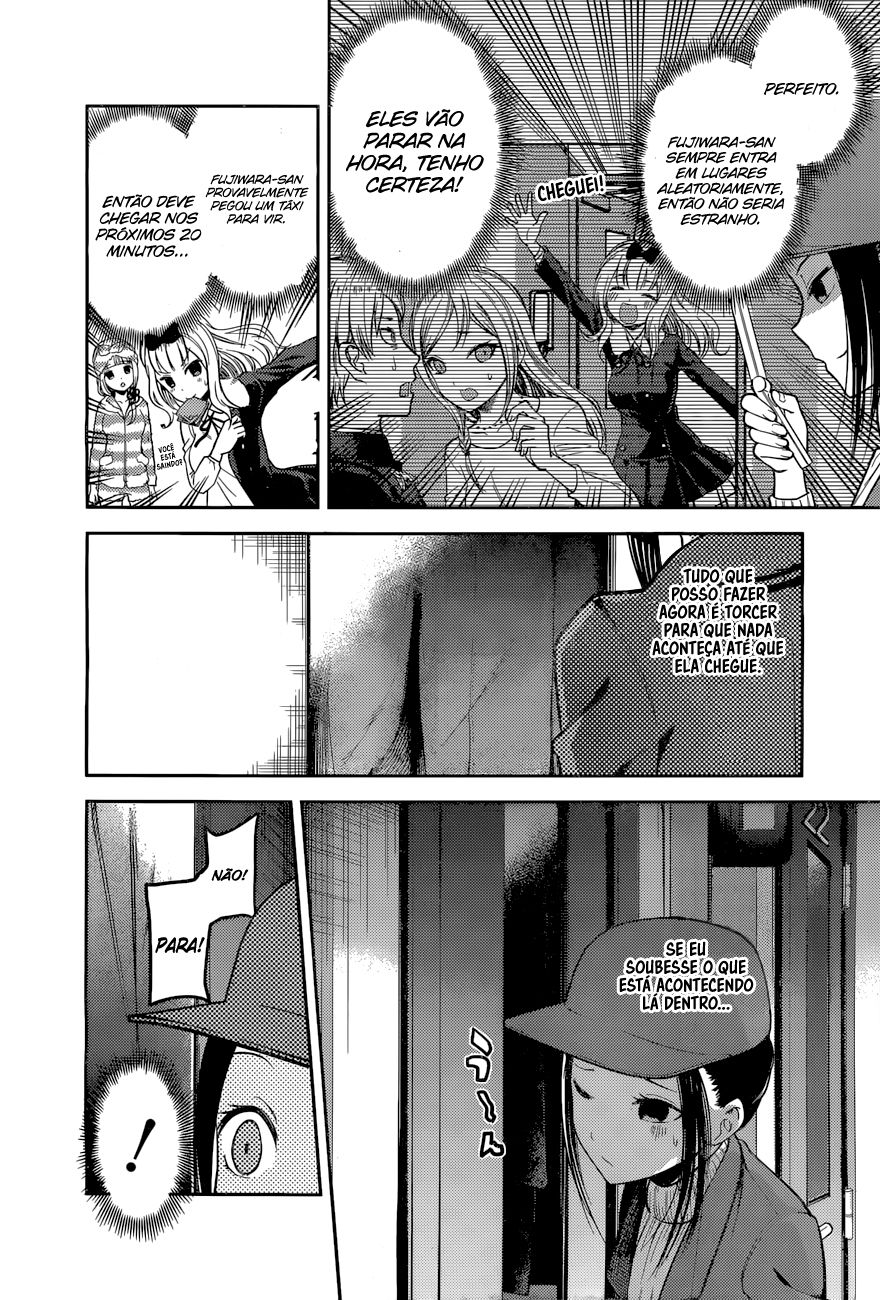 PERFEITO.
FUJIWARA-SAN
SEMPRE ENTRA
EM LUGARES
ALEATORIAMENTE,
ENTÃO NÃO SERIA
ESTRANHO.
CHEGUEI!
ELES VÃO
PARAR NA
HORA, TENHO
CERTEZA!
FUJIWARA-SAN
PROVAVELMENTE
PEGOU UM TÁXI
PARA VIR.
ENTÃO DEVE
CHEGAR NOS
PRÓXIMOS 20
MINUTOS...
VOCÊ
ESTÁ
SAINDO?
TUDO QUE
POSSO FAZER
AGORA É TORCER
PARA QUE NADA
ACONTEÇA ATÉ QUE
ELA CHEGUE.
SE EU
SOUBESSE O QUE
ESTÁ ACONTECENDO
LÁ DENTRO...
うーん
NÃO!
PARA!
!